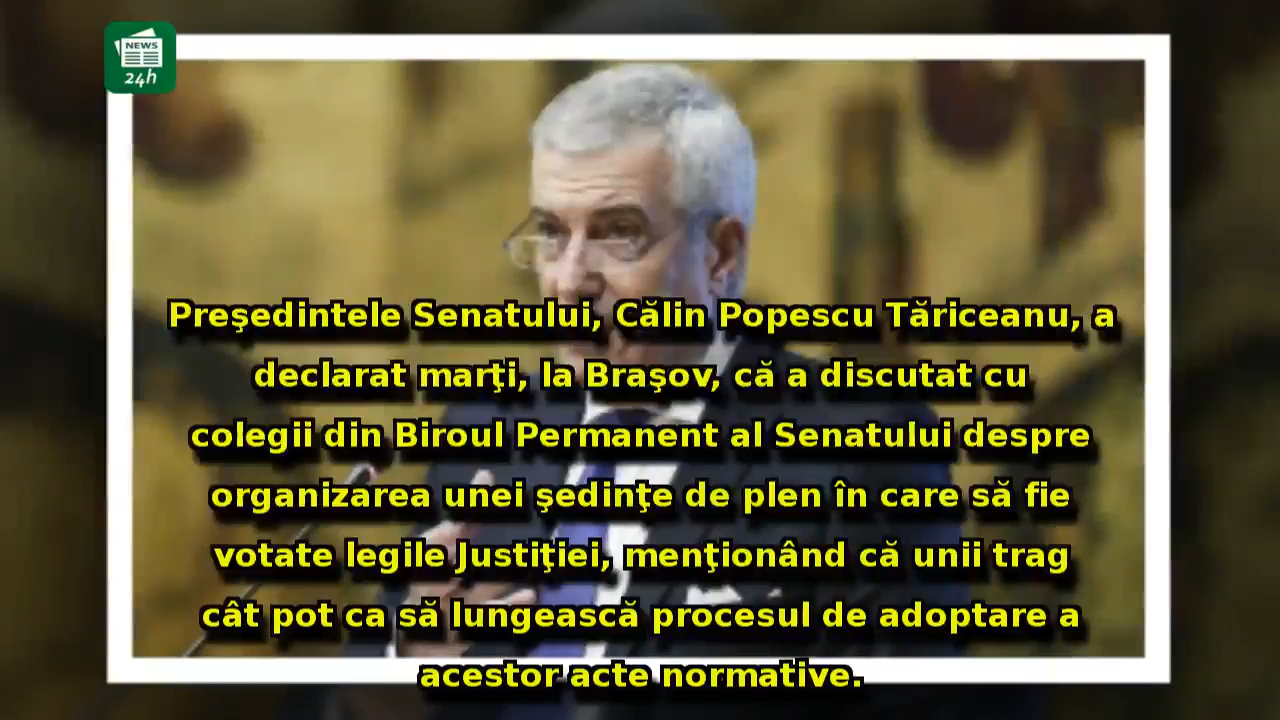 NEWS
24h
Preşedintele Senatului, Călin Popescu Tăriceanu, a
declarat marţi, la Braşov, că a discutat cu
colegii din Biroul Permanent al Senatului despre
organizarea unei şedinţe de plen în care să fie
votate legile Justiţiei, menţionând că unii trag
cât pot ca să lungească procesul de adoptare a
acestor acte normative.